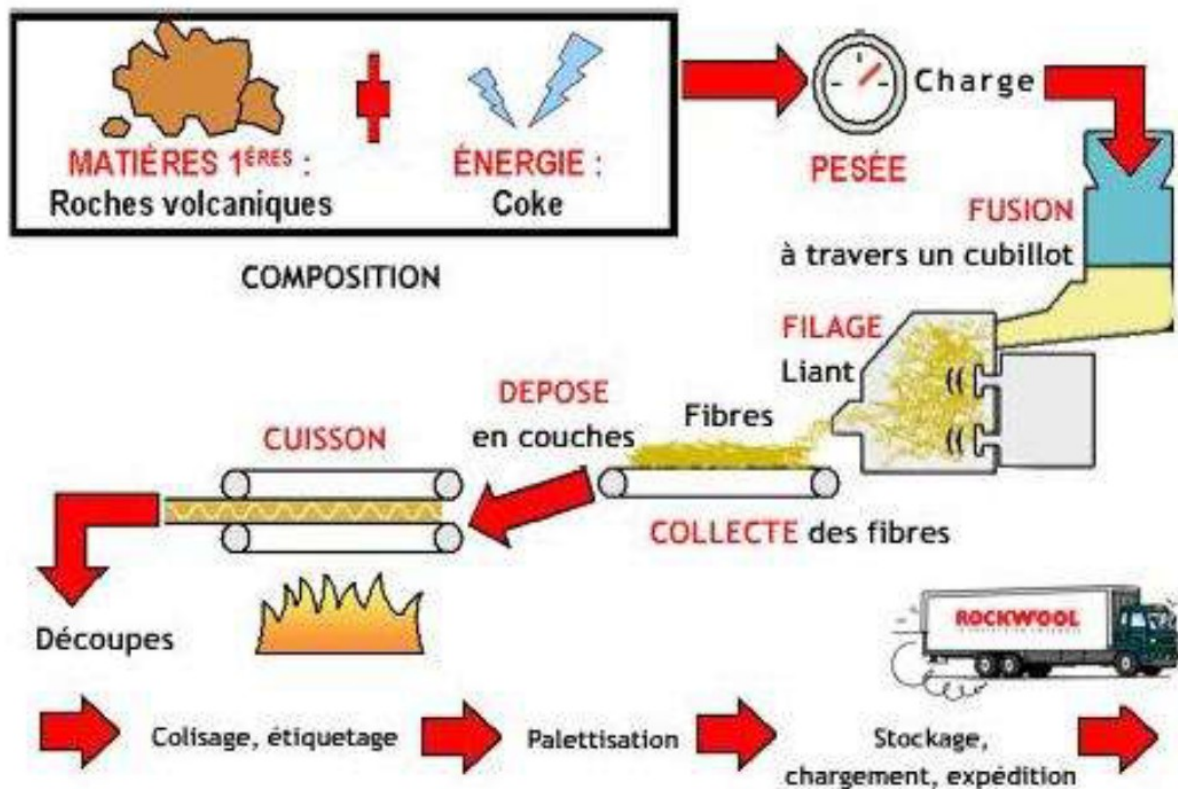 MATIÈRES 1ÈRES :
Roches volcaniques
ÉNERGIE :
Coke
COMPOSITION
Charge
PESÉE
FUSION
à travers un cubillot
FILAGE
Liant
Fibres
COLLECTE des fibres
DEPOSE
en couches
CUISSON
Découpes
Colisage, étiquetage
Palettisation
Stockage,
chargement, expédition
ROCKWOOL